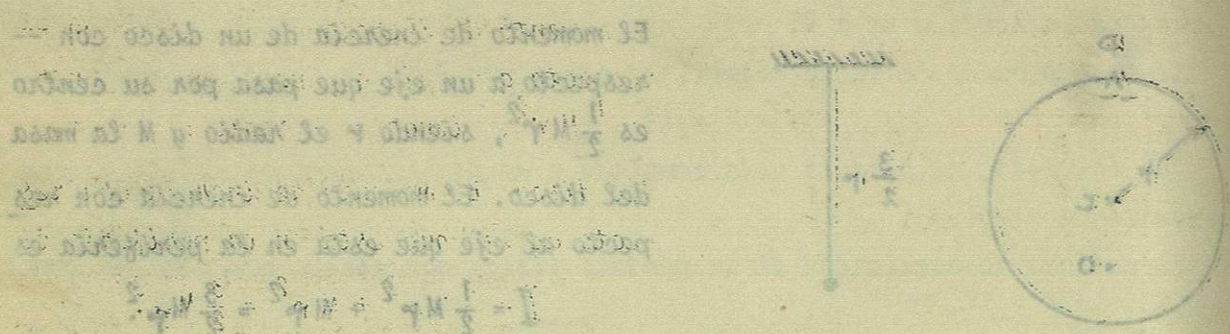 El momento de inercia de un disco con —
respecto a un eje que pasa por su centro
es 1/2 M r², siendo r el radio y M la masa
del disco. El momento de inercia con res
pecto al eje que está en la periferia es
I = 1/2 Mr² + Mr² = 3/2 Mr².
3/2 r
r